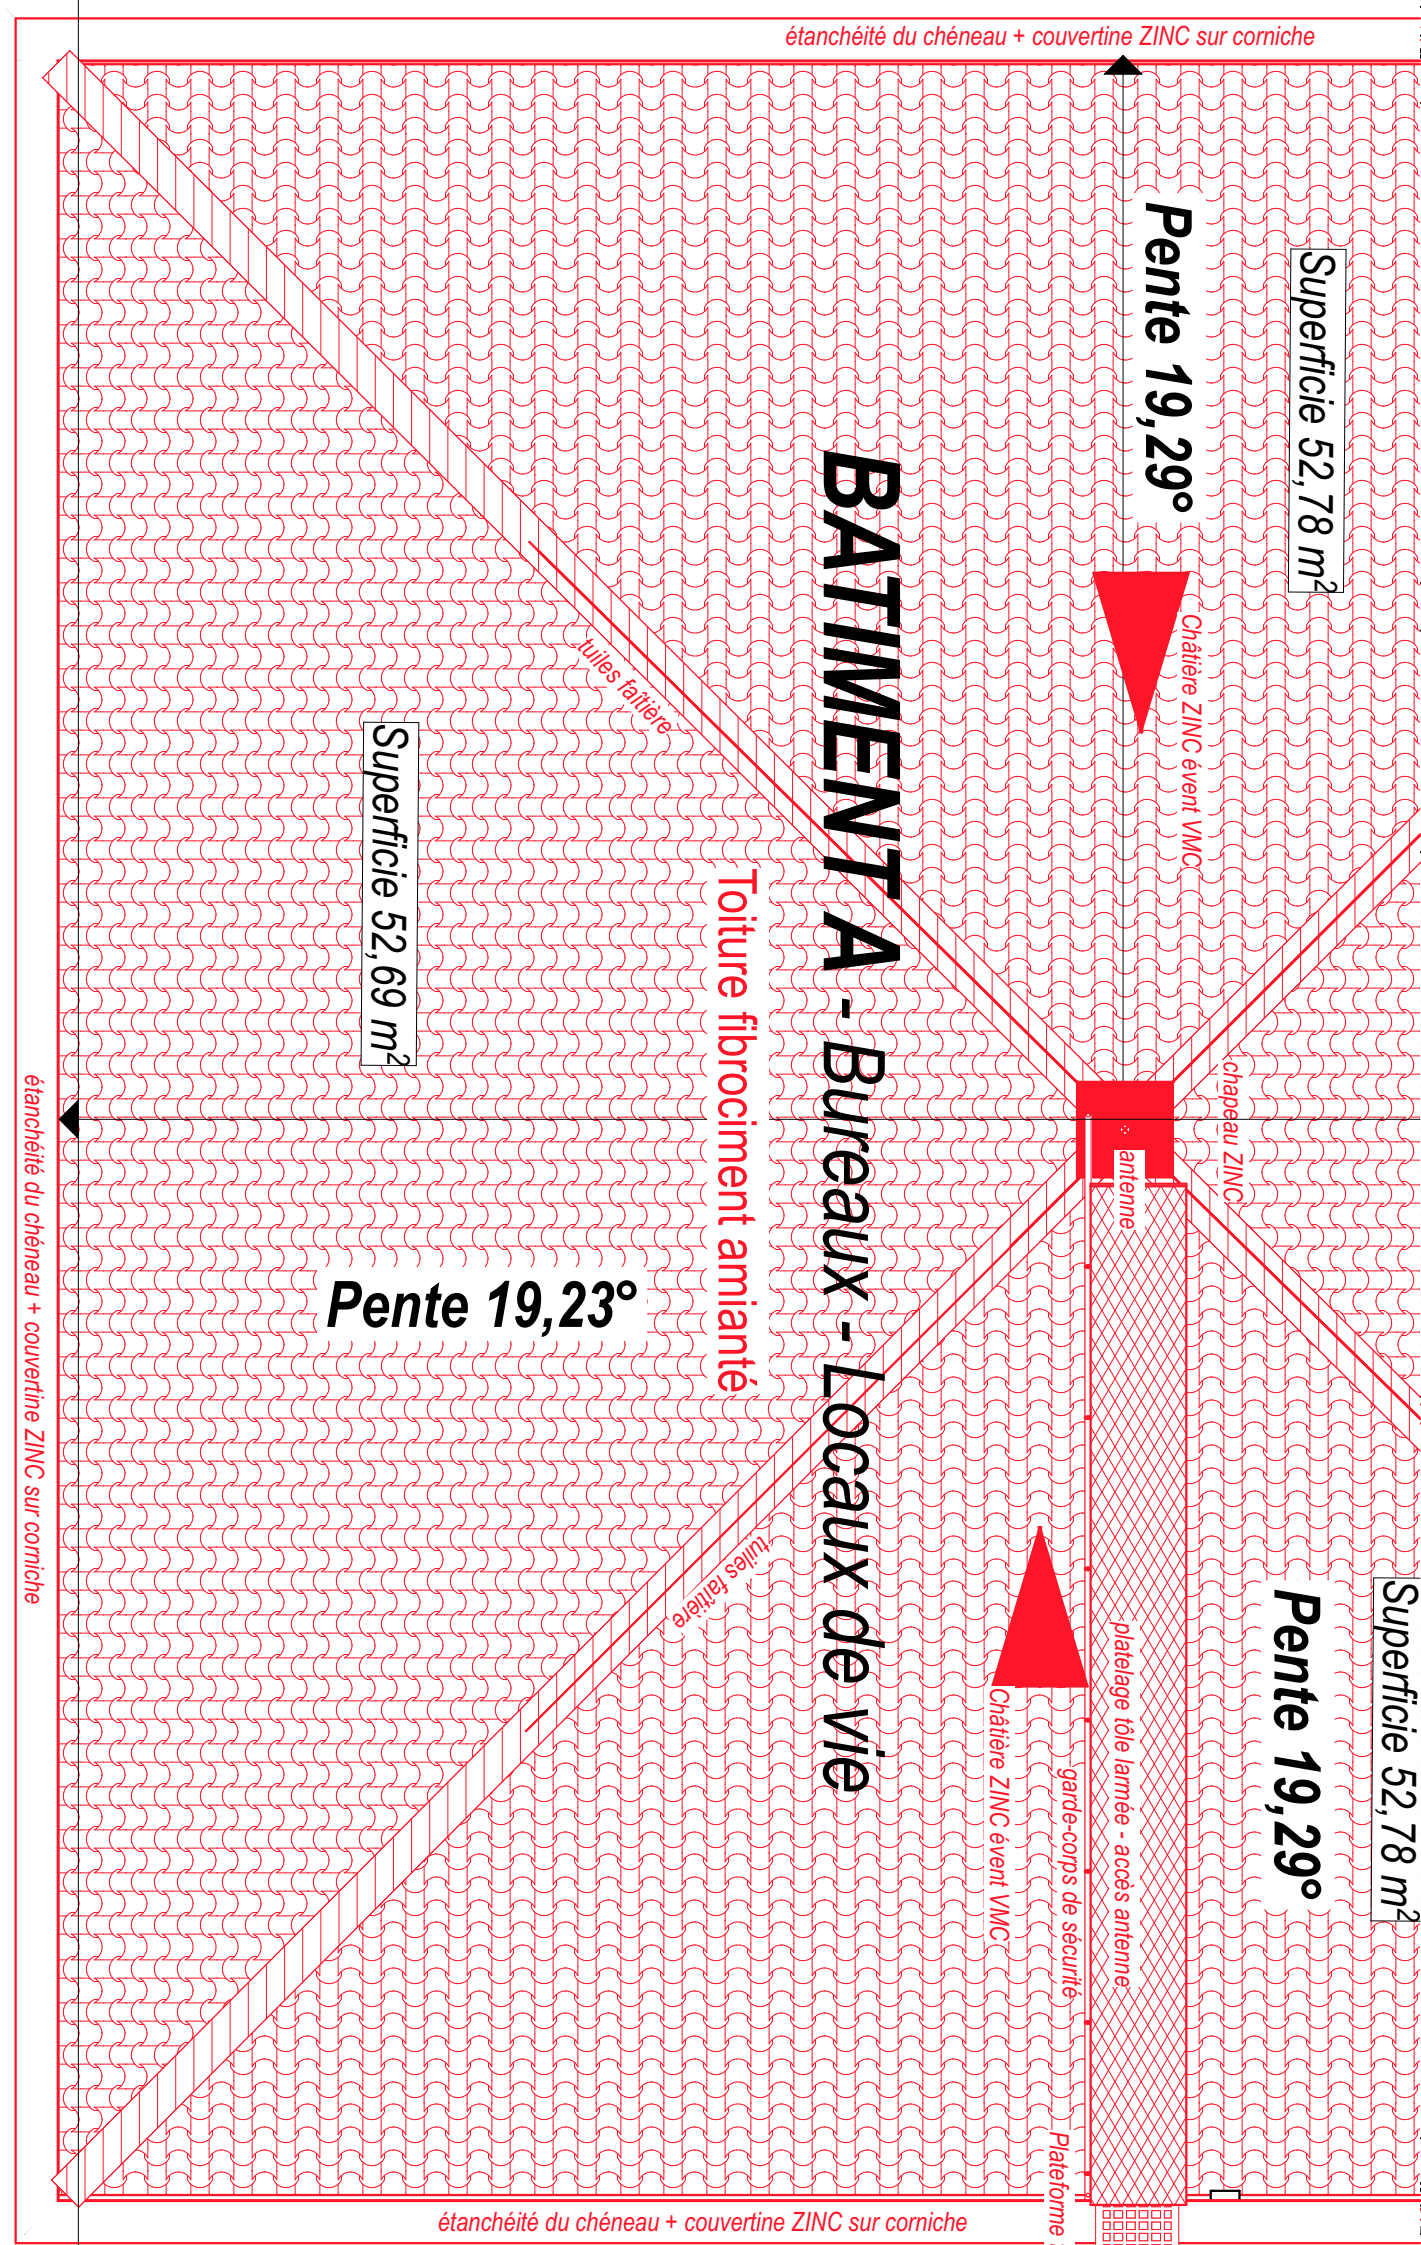 étanchéité du chéneau + couvertine ZINC sur corniche
Superficie 52,78 m²
Pente 19,29°
Châtière ZINC évent VMC
BATIMENT A - Bureaux - Locaux de vie
Toiture fibrociment amianté
tuiles faîtière
Superficie 52,69 m²
Pente 19,23°
chapeau ZINC
antenne
étanchéité du chéneau + couvertine ZINC sur corniche
tuiles faîtière
Superficie 52,78 m²
Pente 19,29°
platelage tôle larmée - accès antenne
garde-corps de sécurité
Châtière ZINC évent VMC
Plateforme
étanchéité du chéneau + couvertine ZINC sur corniche